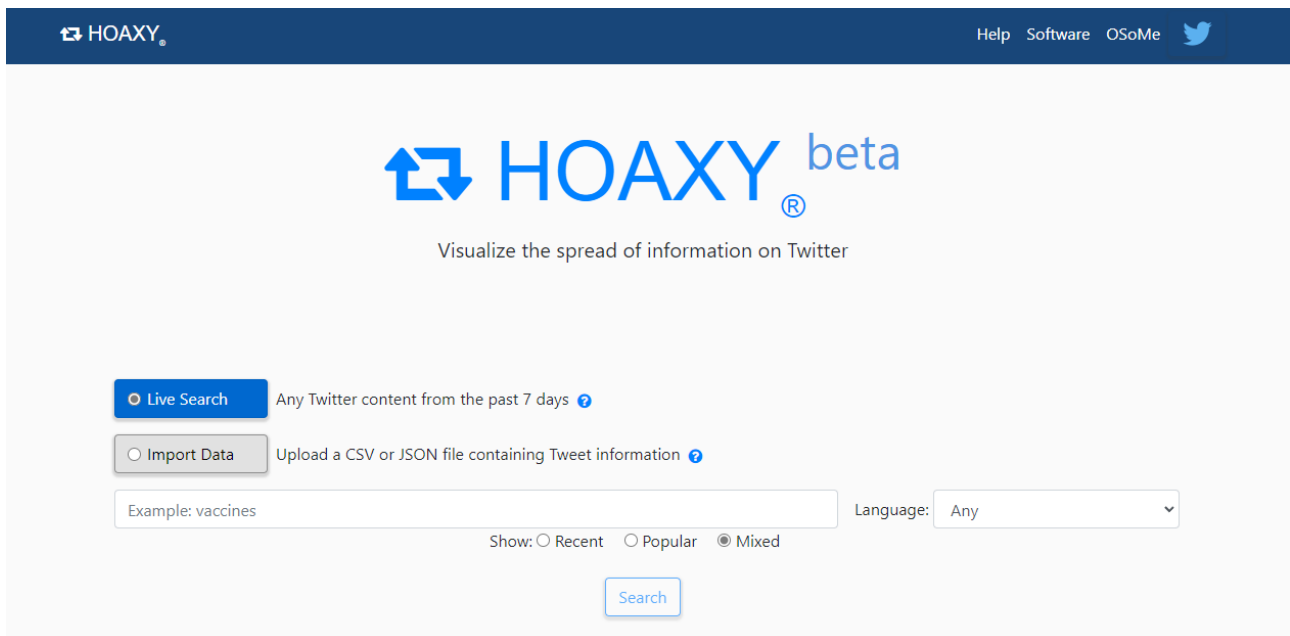 HOAXY®
Help Software OSoMe
HOAXY® beta
Visualize the spread of information on Twitter
Live Search Any Twitter content from the past 7 days ?
Import Data Upload a CSV or JSON file containing Tweet information ?
Example: vaccines Language: Any
Show: Recent Popular Mixed
Search